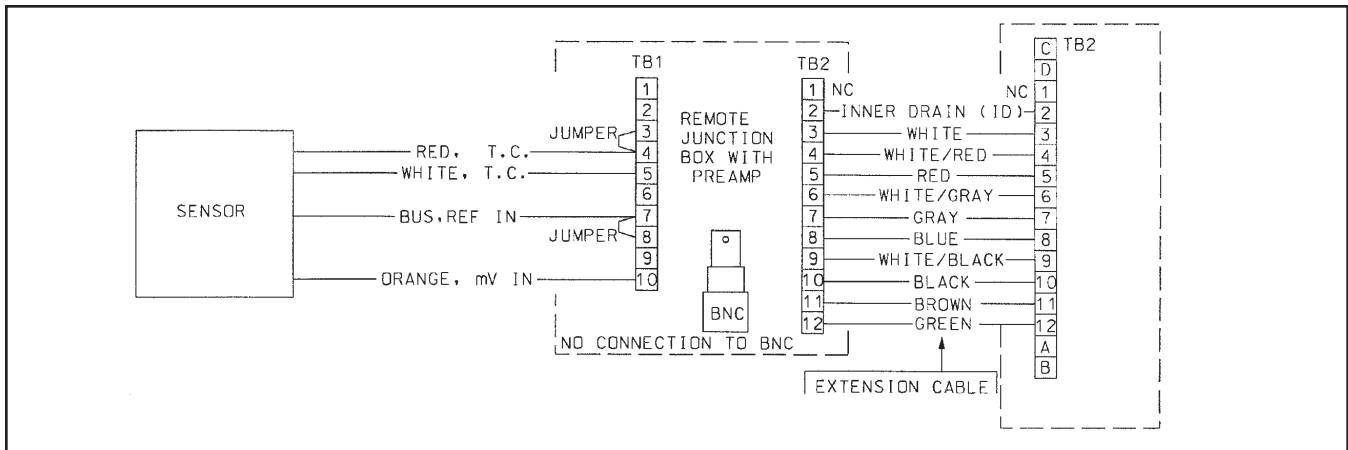 SENSOR
RED, T.C.
WHITE, T.C.
BUS,REF IN
ORANGE, mV IN
JUMPER
JUMPER
TB1
1
2
3
4
5
6
7
8
9
10
REMOTE
JUNCTION
BOX WITH
PREAMP
BNC
NO CONNECTION TO BNC
TB2
1 NC
2
3
4
5
6
7
8
9
10
11
12
INNER DRAIN (ID)
WHITE
WHITE/RED
RED
WHITE/GRAY
GRAY
BLUE
WHITE/BLACK
BLACK
BROWN
GREEN
EXTENSION CABLE
TB2
C
D
NC 1
2
3
4
5
6
7
8
9
10
11
12
A
B